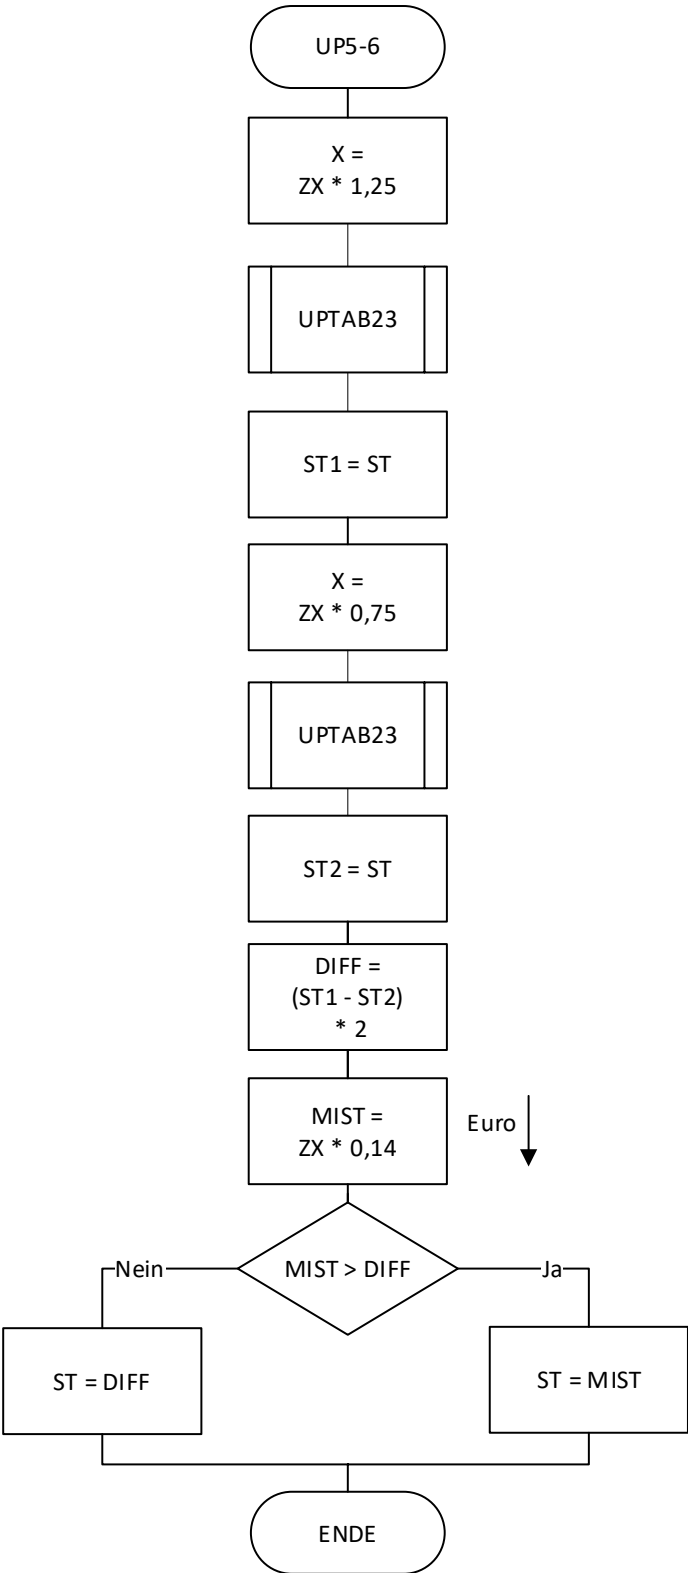 UP5-6
X =
ZX * 1,25
UPTAB23
ST1 = ST
X =
ZX * 0,75
UPTAB23
ST2 = ST
DIFF =
(ST1 - ST2)
* 2
MIST =
ZX * 0,14
Euro
MIST > DIFF
Nein
Ja
ST = DIFF
ST = MIST
ENDE